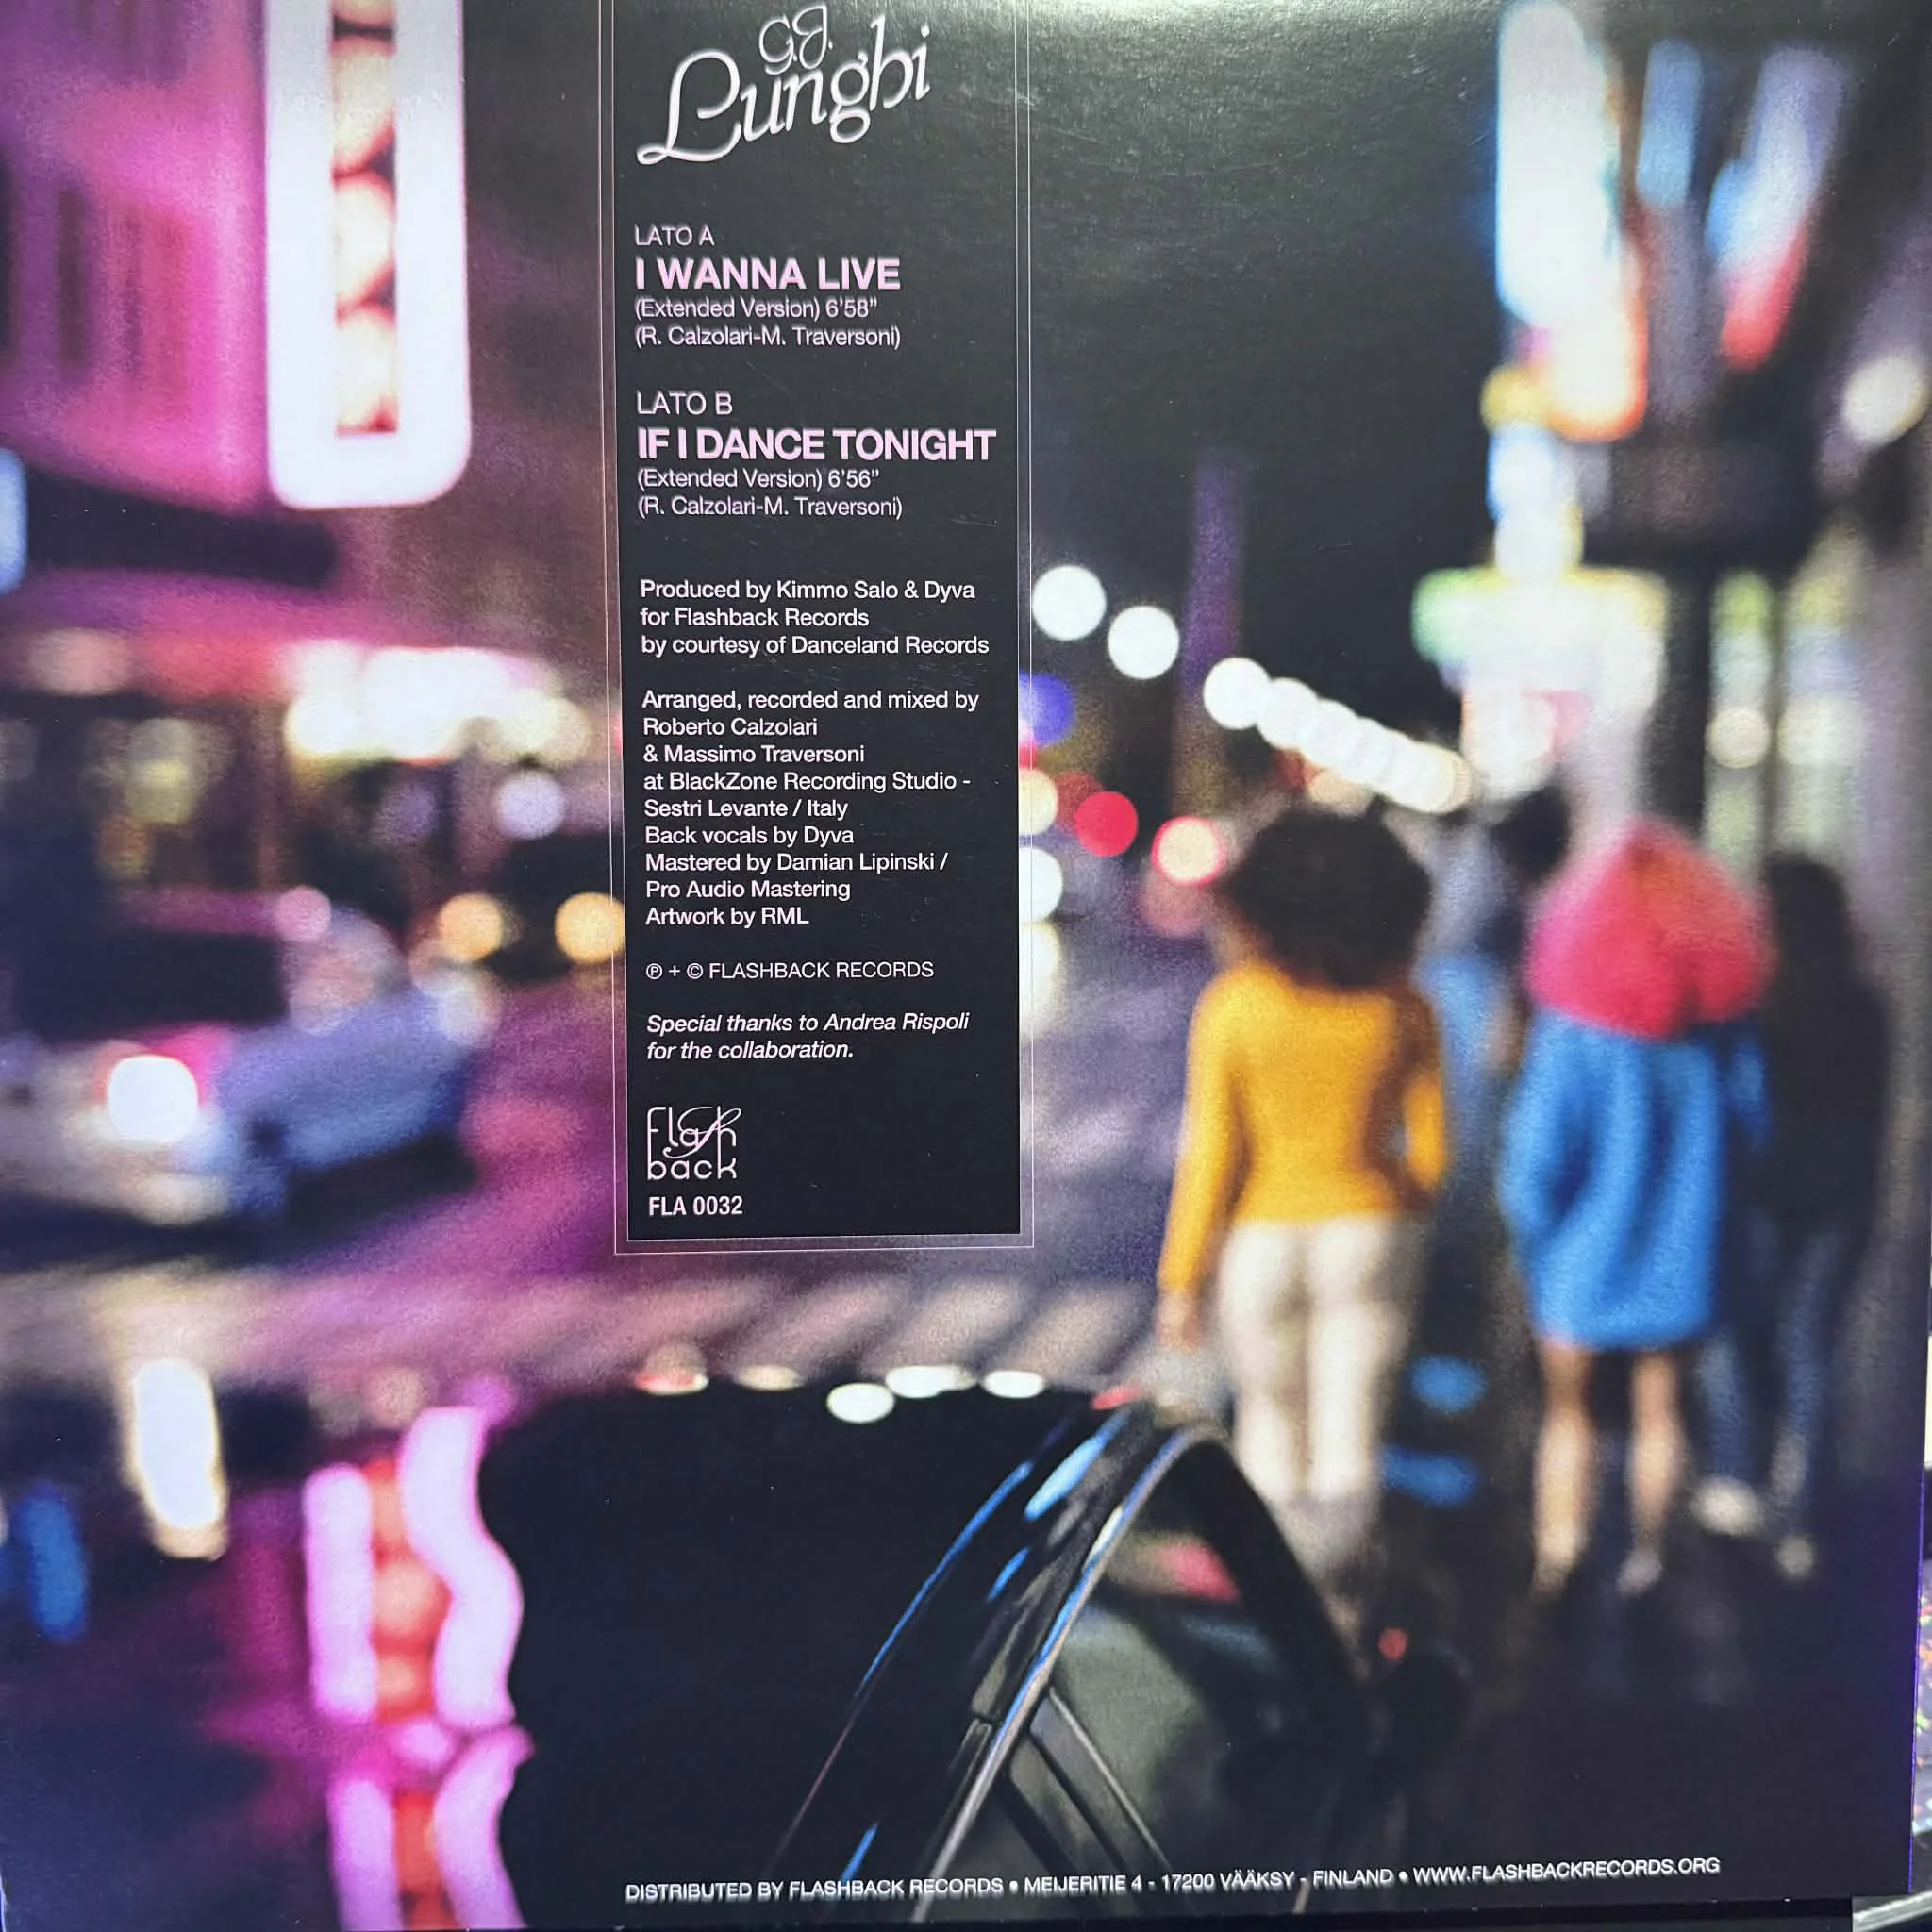 G.J.
Lunghi
LATO A
I WANNA LIVE
(Extended Version) 6'58"
(R. Calzolari-M. Traversoni)
LATO B
IF I DANCE TONIGHT
(Extended Version) 6'56"
(R. Calzolari-M. Traversoni)
Produced by Kimmo Salo & Dyva
for Flashback Records
by courtesy of Danceland Records
Arranged, recorded and mixed by
Roberto Calzolari
& Massimo Traversoni
at BlackZone Recording Studio -
Sestri Levante / Italy
Back vocals by Dyva
Mastered by Damian Lipinski /
Pro Audio Mastering
Artwork by RML
℗ + © FLASHBACK RECORDS
Special thanks to Andrea Rispoli
for the collaboration.
flash
back
FLA 0032
DISTRIBUTED BY FLASHBACK RECORDS • MEIJERITIE 4 - 17200 VÄÄKSY - FINLAND • WWW.FLASHBACKRECORDS.ORG